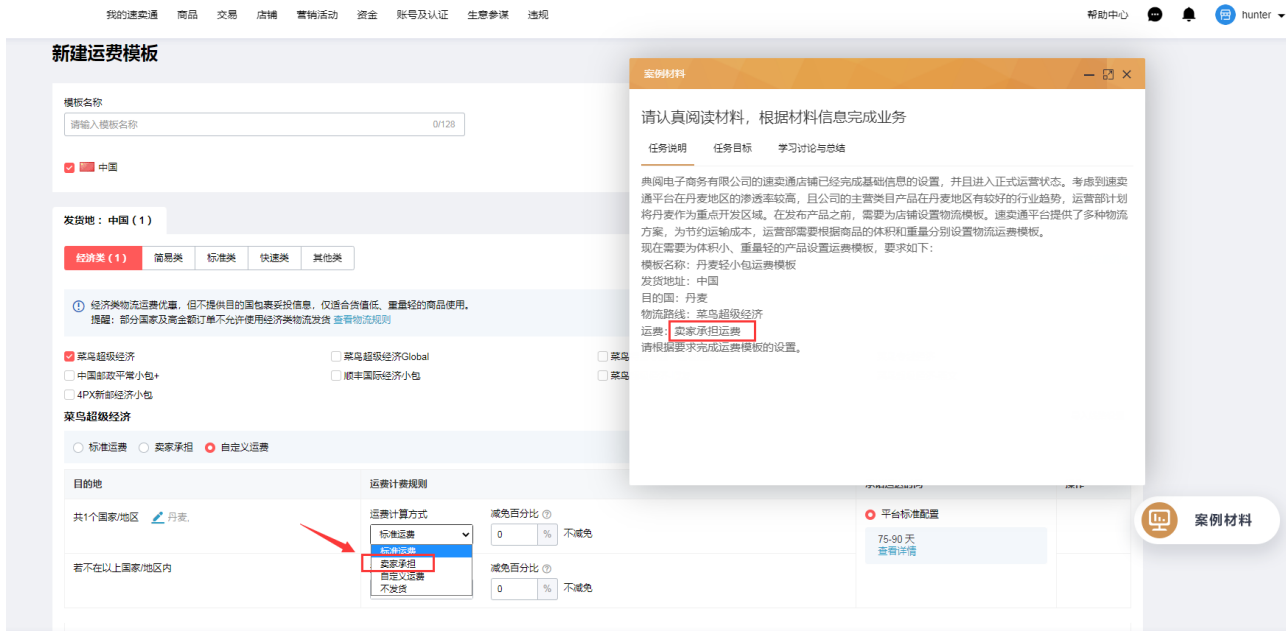 我的速卖通 商品 交易 店铺 营销活动 资金 账号及认证 生意参谋 违规 帮助中心 hunter
新建运费模板
模板名称
请输入模板名称 0/128
中国
发货地：中国 ( 1 )
经济类 ( 1 ) 简易类 标准类 快速类 其他类
经济类物流运费优惠，但不提供目的国包裹妥投信息，仅适合货值低、重量轻的商品使用。
提醒：部分国家及高金额订单不允许使用经济类物流发货 查看物流规则
菜鸟超级经济 菜鸟超级经济Global 菜鸟
中国邮政平常小包+ 顺丰国际经济小包 菜鸟
4PX新邮经济小包
菜鸟超级经济
标准运费 卖家承担 自定义运费
目的地 运费计费规则
共1个国家/地区 丹麦,
运费计算方式 减免百分比
标准运费 0 % 不减免
标准运费
卖家承担
自定义运费
不发货
若不在以上国家/地区内 减免百分比
0 % 不减免
平台标准配置
75-90 天
查看详情
案例材料
请认真阅读材料，根据材料信息完成业务
任务说明 任务目标 学习讨论与总结
典阅电子商务有限公司的速卖通店铺已经完成基础信息的设置，并且进入正式运营状态。考虑到速卖
通平台在丹麦地区的渗透率较高，且公司的主营类目产品在丹麦地区有较好的行业趋势，运营部计划
将丹麦作为重点开发区域。在发布产品之前，需要为店铺设置物流模板。速卖通平台提供了多种物流
方案，为节约运输成本，运营部需要根据商品的体积和重量分别设置物流运费模板。
现在需要为体积小、重量轻的产品设置运费模板，要求如下：
模板名称：丹麦轻小包运费模板
发货地址：中国
目的国：丹麦
物流路线：菜鸟超级经济
运费：卖家承担运费
请根据要求完成运费模板的设置。
案例材料